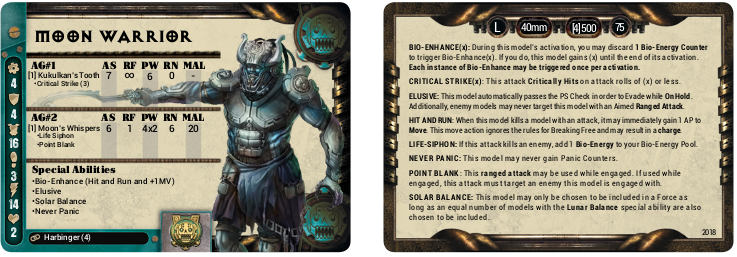 MOON WARRIOR
AG#1 AS RF PW RN MAL
[1] Kukulkan's Tooth 7 ∞ 6 0 -
•Critical Strike (3)
AG#2 AS RF PW RN MAL
[1] Moon's Whispers 6 1 4x2 6 20
•Life Siphon
•Point Blank
Special Abilities
•Bio-Enhance (Hit and Run and +1MV)
•Elusive
•Solar Balance
•Never Panic
4
4
16
3
14
2
Harbinger (4)
L 40mm [4]500 75
BIO-ENHANCE(x): During this model's activation, you may discard 1 Bio-Energy Counter
to trigger Bio-Enhance(x). If you do, this model gains (x) until the end of its activation.
Bio-Enhance may be triggered once per activation.
CRITICAL STRIKE(x): This attack Critically Hits on attack rolls of (x) or less.
ELUSIVE: This model automatically passes the PS Check in order to Evade while On Hold.
Additionally, enemy models may never target this model with an Aimed Ranged Attack.
HIT AND RUN: When this model kills a model with an attack, it may immediately gain 1 AP to
Move. This move action ignores the rules for Breaking Free and may result in a charge.
LIFE-SIPHON: If this attack kills an enemy, add 1 Bio-Energy to your Bio-Energy Pool.
NEVER PANIC: This model may never gain Panic Counters.
POINT BLANK: This ranged attack may be used while engaged. If used while
engaged, this attack must target an enemy this model is engaged with.
SOLAR BALANCE: This model may only be chosen to be included in a Force as
long as an equal number of models with the Lunar Balance special ability are also
chosen to be included.
2018